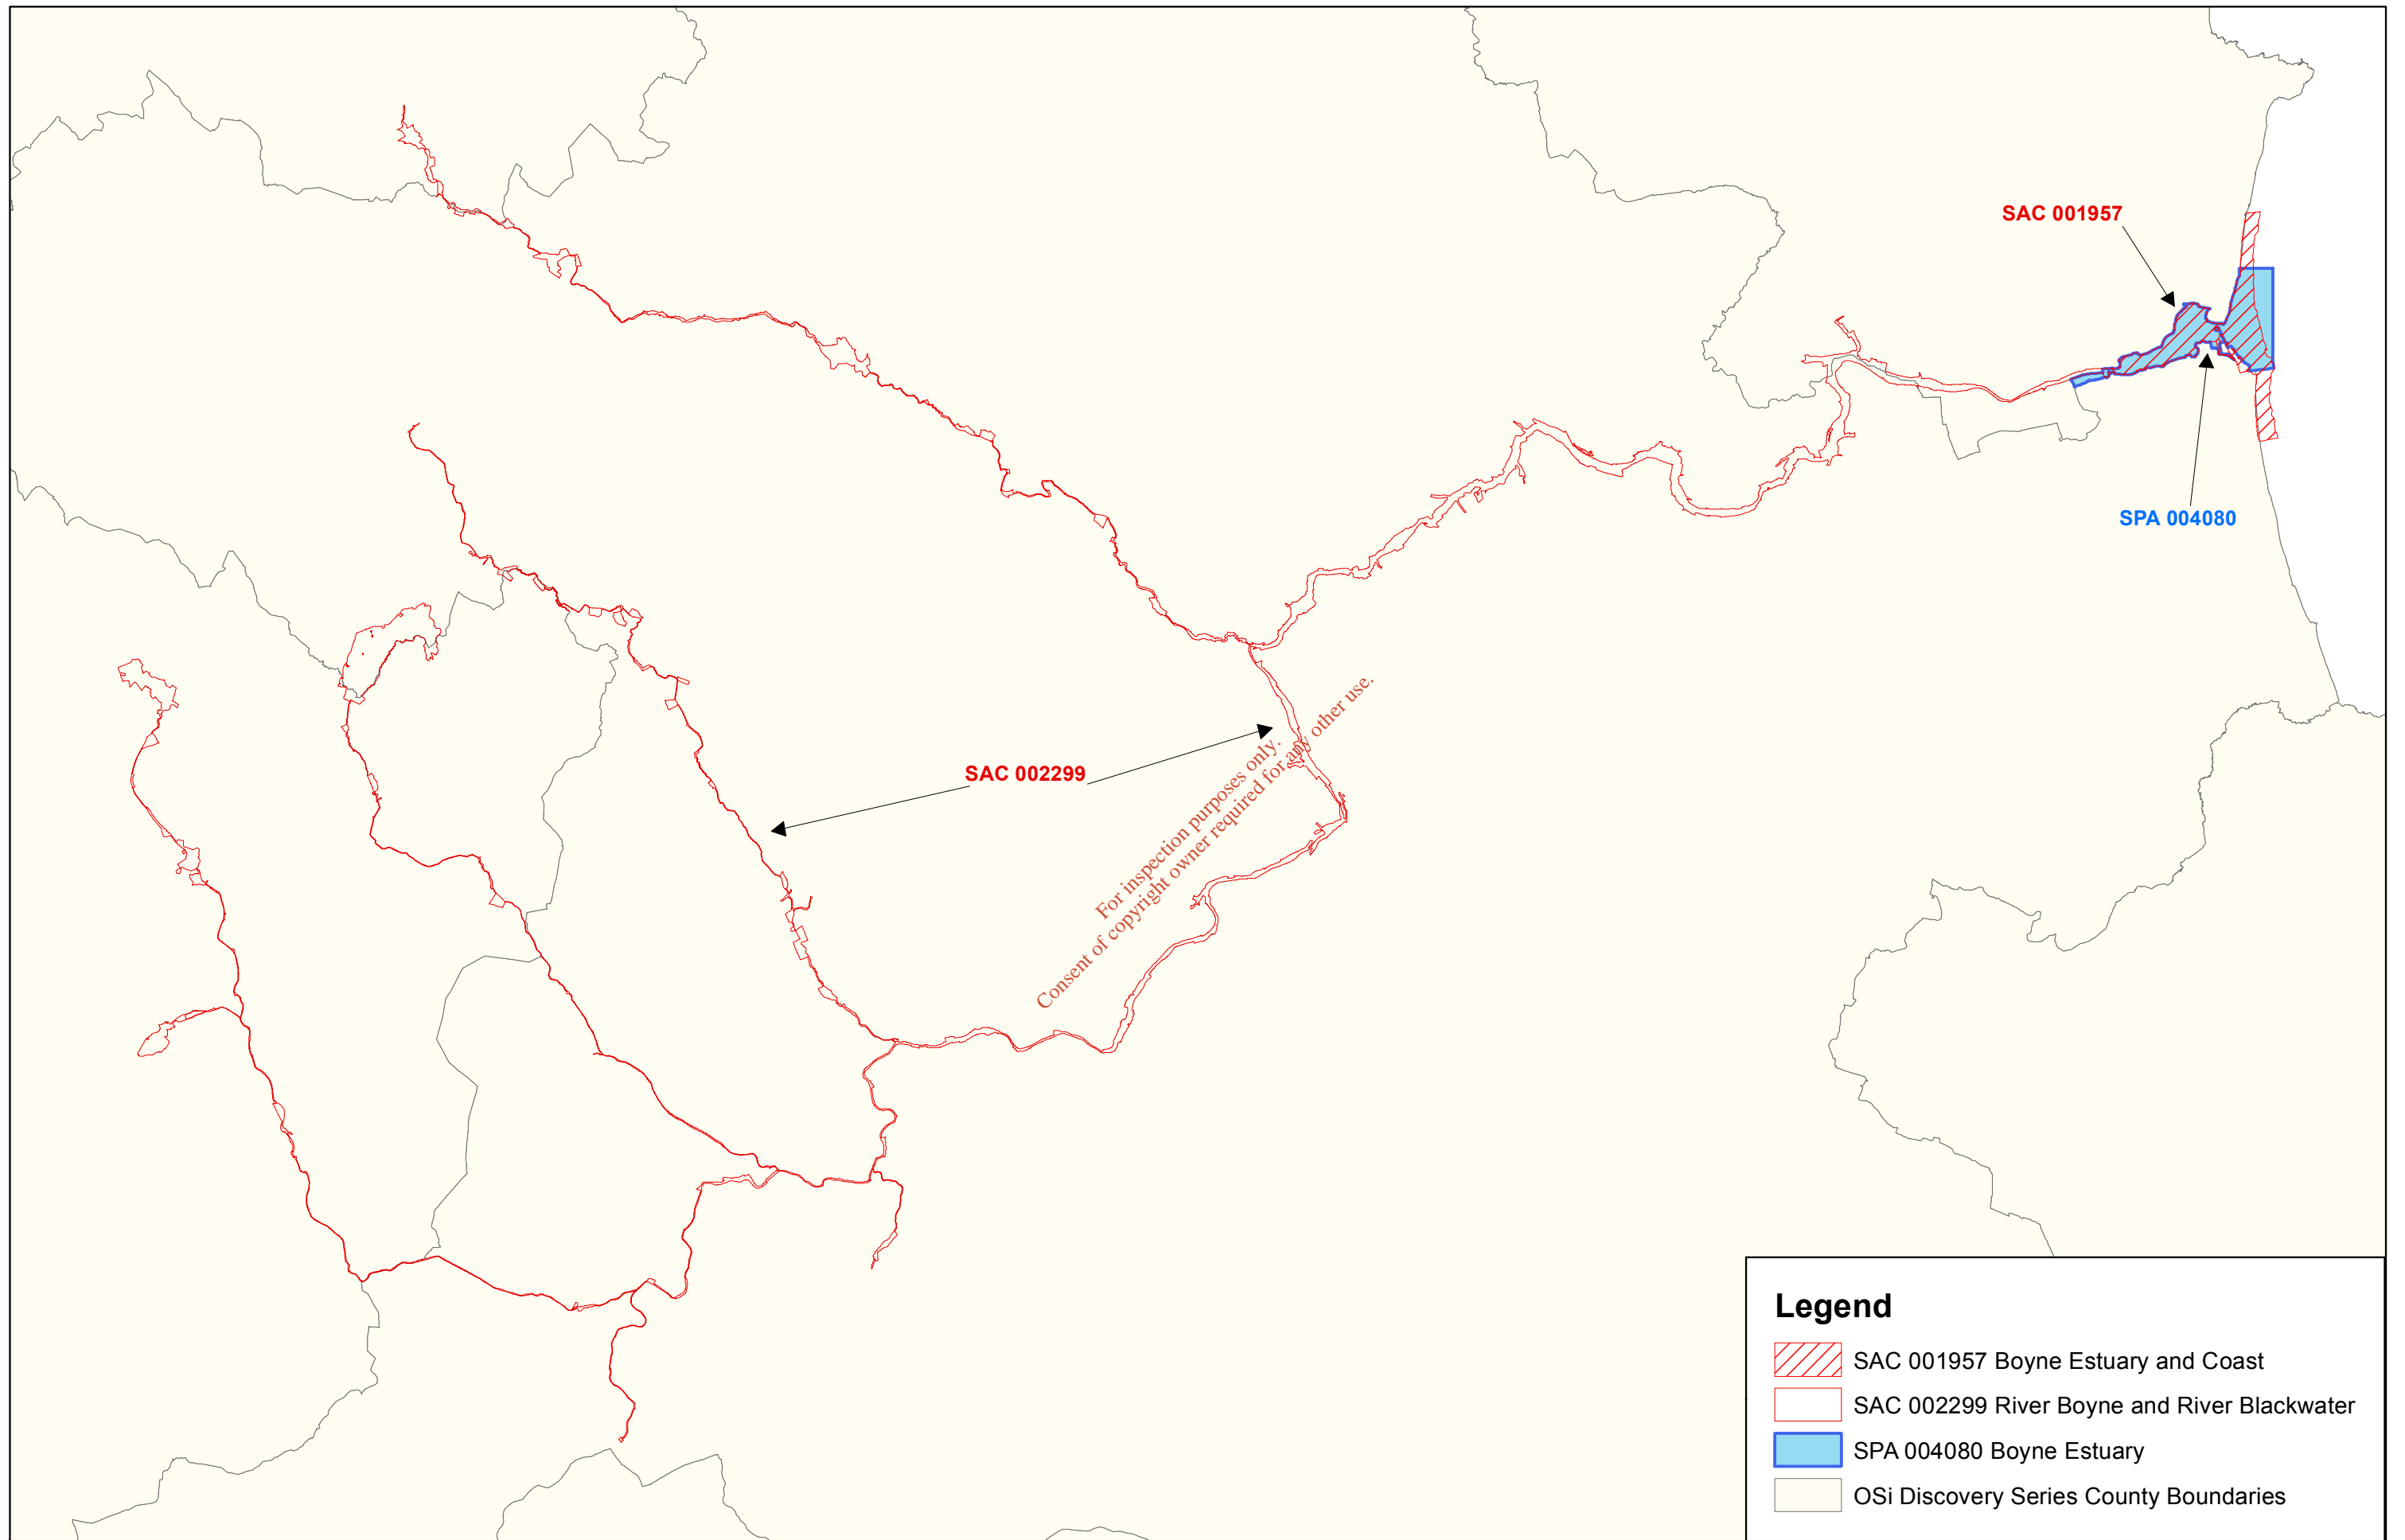 SAC 001957
SPA 004080
SAC 002299
For inspection purposes only.
Consent of copyright owner required for any other use.
Legend
SAC 001957 Boyne Estuary and Coast
SAC 002299 River Boyne and River Blackwater
SPA 004080 Boyne Estuary
OSi Discovery Series County Boundaries